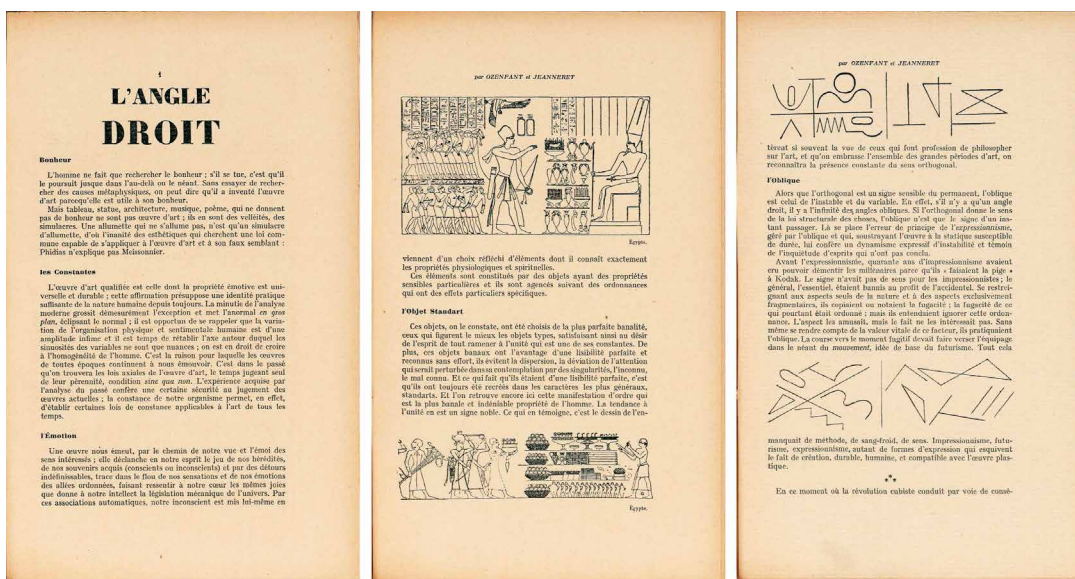 1
L'ANGLE
DROIT
Bonheur
L'homme ne fait que rechercher le bonheur ; s'il se tue, c'est qu'il
le poursuit jusque dans l'au-delà ou le néant. Sans essayer de recher-
cher des causes métaphysiques, on peut dire qu'il a inventé l'œuvre
d'art parcequ'elle est utile à son bonheur.
Mais tableau, statue, architecture, musique, poème, qui ne donnent
pas de bonheur ne sont pas œuvre d'art ; ils en sont des velléités, des
simulacres. Une allumette qui ne s'allume pas, n'est qu'un simulacre
d'allumette, d'où l'inanité des esthétiques qui cherchent une loi com-
mune capable de s'appliquer à l'œuvre d'art et à son faux semblant :
Phidias n'explique pas Meissonnier.
les Constantes
L'œuvre d'art qualifiée est celle dont la propriété émotive est uni-
verselle et durable ; cette affirmation présuppose une identité pratique
suffisante de la nature humaine depuis toujours. La minutie de l'analyse
moderne grossit démesurément l'exception et met l'anormal en gros
plan, éclipsant le normal ; il est opportun de se rappeler que la varia-
tion de l'organisation physique et sentimentale humaine est d'une
amplitude infime et il est temps de rétablir l'axe autour duquel les
sinuosités des variables ne sont que nuances ; on est en droit de croire
à l'homogénéité de l'homme. C'est la raison pour laquelle les œuvres
de toutes époques continent à nous émouvoir. C'est dans le passé
qu'on trouvera les lois axiales de l'œuvre d'art, le temps jugeant seul
de leur pérennité, condition sine qua non. L'expérience acquise par
l'analyse du passé confère une certaine sécurité au jugement des
œuvres actuelles ; la constance de notre organisme permet, en effet,
d'établir certaines lois de constance applicables à l'art de tous les
temps.
l'Émotion
Une œuvre nous émeut, par le chemin de notre vue et l'émoi des
sens intéressés ; elle déclanche en notre esprit le jeu de nos hérédités,
de nos souvenirs acquis (conscients ou inconscients) et par des détours
indéfinissables, trace dans le flou de nos sensations et de nos émotions
des allées ordonnées, faisant ressentir à notre cœur les mêmes joies
que donne à notre intellect la législation mécanique de l'univers. Par
ces associations automatiques, notre inconscient est mis lui-même en
par OZENFANT et JEANNERET
Egypte.
viennent d'un choix réfléchi d'éléments dont il connaît exactement
les propriétés physiologiques et spirituelles.
Ces éléments sont constitués par des objets ayant des propriétés
sensibles particulières et ils sont agencés suivant des ordonnances
qui ont des effets particuliers spécifiques.
l'Objet Standart
Ces objets, on le constate, ont été choisis de la plus parfaite banalité,
ceux qui figurent le mieux les objets types, satisfaisant ainsi au désir
de l'esprit de tout ramener à l'unité qui est une de ses constantes. De
plus, ces objets banaux ont l'avantage d'une lisibilité parfaite et
reconnus sans effort, ils évitent la dispersion, la déviation de l'attention
qui serait perturbée dans sa contemplation par des singularités, l'inconnu,
le mal connu. Et ce qui fait qu'ils étaient d'une lisibilité parfaite, c'est
qu'ils ont toujours été recréés dans les caractères les plus généraux,
standarts. Et l'on retrouve encore ici cette manifestation d'ordre qui
est la plus banale et indéniable propriété de l'homme. La tendance à
l'unité en est un signe noble. Ce qui en témoigne, c'est le dessin de l'en-
Egypte.
par OZENFANT et JEANNERET
tèvent si souvent la vue de ceux qui font profession de philosopher
sur l'art, et qu'on embrasse l'ensemble des grandes périodes d'art, on
reconnaîtra la présence constante du sens orthogonal.
l'Oblique
Alors que l'orthogonal est un signe sensible du permanent, l'oblique
est celui de l'instable et du variable. En effet, s'il n'y a qu'un angle
droit, il y a l'infinité des angles obliques. Si l'orthogonal donne le sens
de la loi structurale des choses, l'oblique n'est que le signe d'un ins-
tant passager. Là se place l'erreur de principe de l'expressionnisme,
géré par l'oblique et qui, soustrayant l'œuvre à la statique susceptible
de durée, lui confère un dynamisme expressif d'instabilité et témoin
de l'inquiétude d'esprits qui n'ont pas conclu.
Avant l'expressionnisme, quarante ans d'impressionnisme avaient
cru pouvoir démentir les millénaires parce qu'ils « faisaient la pige »
à Kodak. Le signe n'avait pas de sens pour les impressionnistes ; le
général, l'essentiel, étaient bannis au profit de l'accidentel. Se restrei-
gnant aux aspects seuls de la nature et à des aspects exclusivement
fragmentaires, ils copiaient ou notaient la fugacité ; la fugacité de ce
qui pourtant était ordonné ; mais ils entendaient ignorer cette ordon-
nance. L'aspect les amusait, mais le fait ne les intéressait pas. Sans
même se rendre compte de la valeur vitale de ce facteur, ils pratiquaient
l'oblique. La course vers le moment fugitif devait faire verser l'équipage
dans le néant du mouvement, idée de base du futurisme. Tout cela
manquait de méthode, de sang-froid, de sens. Impressionnisme, futu-
risme, expressionnisme, autant de formes d'expression qui esquivent
le fait de création, durable, humaine, et compatible avec l'œuvre plas-
tique.
***
En ce moment où la révolution cubiste conduit par voie de consé-